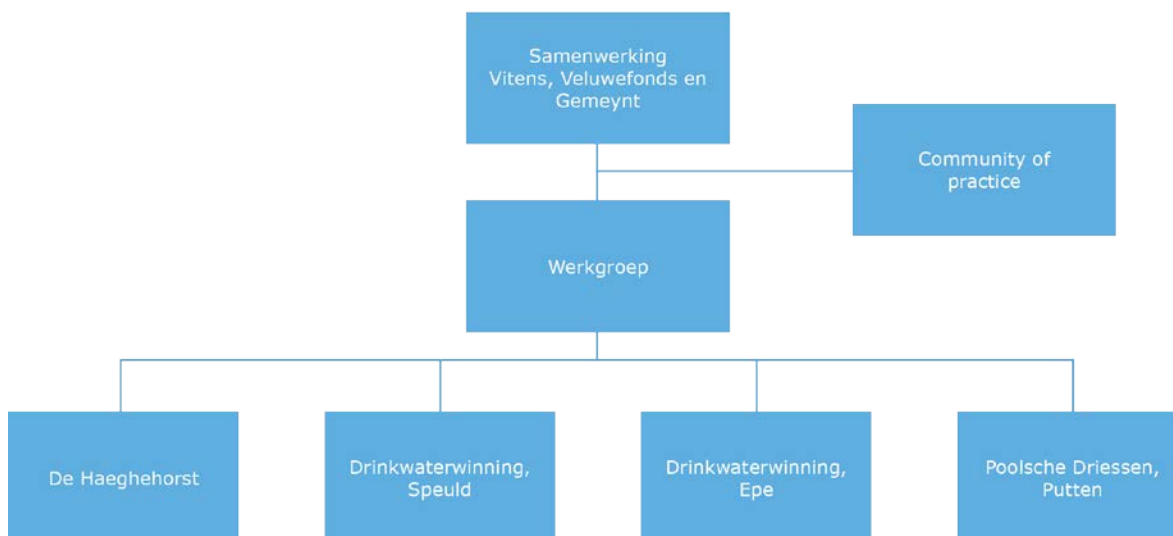 Samenwerking
Vitens, Veluwefonds en
Gemeynt
Community of
practice
Werkgroep
De Haeghehorst
Drinkwaterwinning,
Speuld
Drinkwaterwinning,
Epe
Poolsche Driessen,
Putten